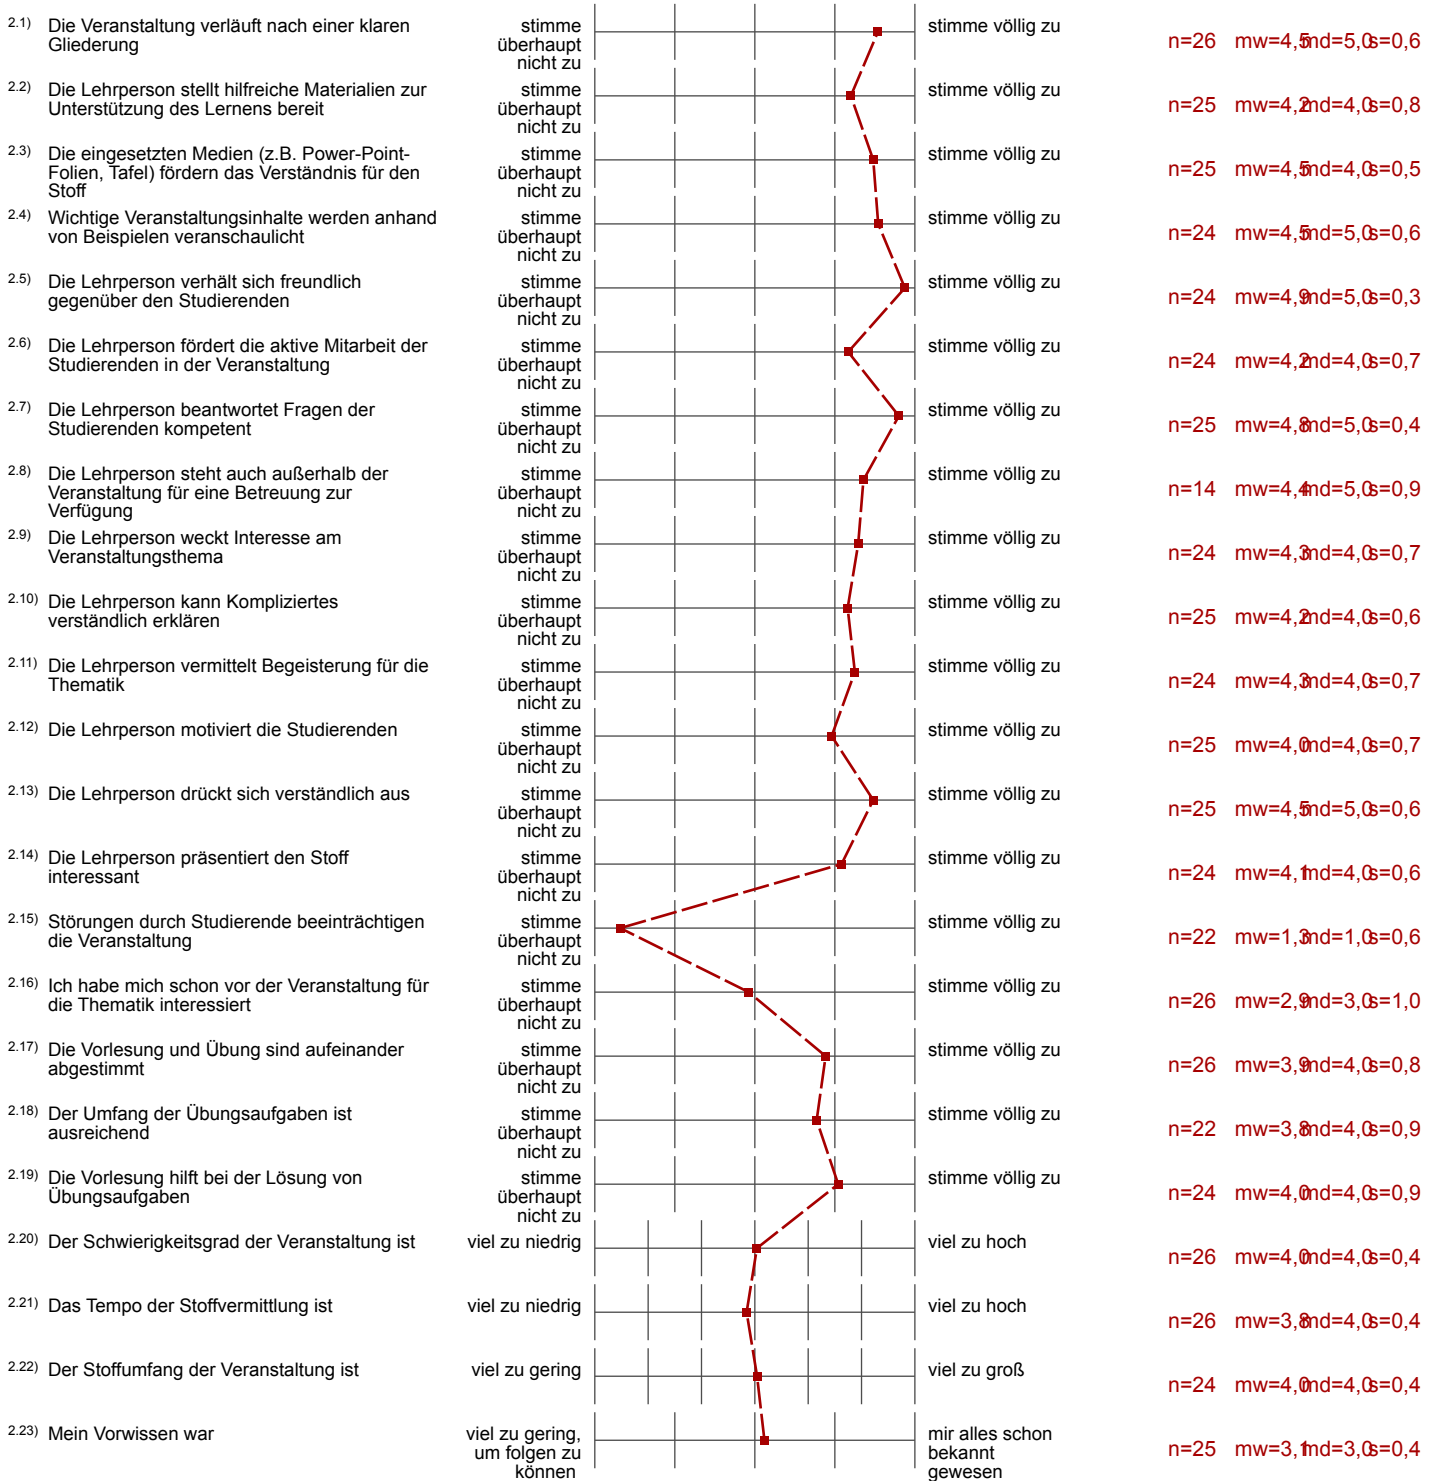 2.1) Die Veranstaltung verläuft nach einer klaren Gliederung
stimme überhaupt nicht zu
stimme völlig zu
n=26 mw=4,5 md=5,0 s=0,6
2.2) Die Lehrperson stellt hilfreiche Materialien zur Unterstützung des Lernens bereit
stimme überhaupt nicht zu
stimme völlig zu
n=25 mw=4,2 md=4,0 s=0,8
2.3) Die eingesetzten Medien (z.B. Power-Point-Folien, Tafel) fördern das Verständnis für den Stoff
stimme überhaupt nicht zu
stimme völlig zu
n=25 mw=4,5 md=4,0 s=0,5
2.4) Wichtige Veranstaltungsinhalte werden anhand von Beispielen veranschaulicht
stimme überhaupt nicht zu
stimme völlig zu
n=24 mw=4,5 md=5,0 s=0,6
2.5) Die Lehrperson verhält sich freundlich gegenüber den Studierenden
stimme überhaupt nicht zu
stimme völlig zu
n=24 mw=4,9 md=5,0 s=0,3
2.6) Die Lehrperson fördert die aktive Mitarbeit der Studierenden in der Veranstaltung
stimme überhaupt nicht zu
stimme völlig zu
n=24 mw=4,2 md=4,0 s=0,7
2.7) Die Lehrperson beantwortet Fragen der Studierenden kompetent
stimme überhaupt nicht zu
stimme völlig zu
n=25 mw=4,8 md=5,0 s=0,4
2.8) Die Lehrperson steht auch außerhalb der Veranstaltung für eine Betreuung zur Verfügung
stimme überhaupt nicht zu
stimme völlig zu
n=14 mw=4,4 md=5,0 s=0,9
2.9) Die Lehrperson weckt Interesse am Veranstaltungsthema
stimme überhaupt nicht zu
stimme völlig zu
n=24 mw=4,3 md=4,0 s=0,7
2.10) Die Lehrperson kann Kompliziertes verständlich erklären
stimme überhaupt nicht zu
stimme völlig zu
n=25 mw=4,2 md=4,0 s=0,6
2.11) Die Lehrperson vermittelt Begeisterung für die Thematik
stimme überhaupt nicht zu
stimme völlig zu
n=24 mw=4,3 md=4,0 s=0,7
2.12) Die Lehrperson motiviert die Studierenden
stimme überhaupt nicht zu
stimme völlig zu
n=25 mw=4,0 md=4,0 s=0,7
2.13) Die Lehrperson drückt sich verständlich aus
stimme überhaupt nicht zu
stimme völlig zu
n=25 mw=4,5 md=5,0 s=0,6
2.14) Die Lehrperson präsentiert den Stoff interessant
stimme überhaupt nicht zu
stimme völlig zu
n=24 mw=4,1 md=4,0 s=0,6
2.15) Störungen durch Studierende beeinträchtigen die Veranstaltung
stimme überhaupt nicht zu
stimme völlig zu
n=22 mw=1,3 md=1,0 s=0,6
2.16) Ich habe mich schon vor der Veranstaltung für die Thematik interessiert
stimme überhaupt nicht zu
stimme völlig zu
n=26 mw=2,9 md=3,0 s=1,0
2.17) Die Vorlesung und Übung sind aufeinander abgestimmt
stimme überhaupt nicht zu
stimme völlig zu
n=26 mw=3,9 md=4,0 s=0,8
2.18) Der Umfang der Übungsaufgaben ist ausreichend
stimme überhaupt nicht zu
stimme völlig zu
n=22 mw=3,8 md=4,0 s=0,9
2.19) Die Vorlesung hilft bei der Lösung von Übungsaufgaben
stimme überhaupt nicht zu
stimme völlig zu
n=24 mw=4,0 md=4,0 s=0,9
2.20) Der Schwierigkeitsgrad der Veranstaltung ist
viel zu niedrig
viel zu hoch
n=26 mw=4,0 md=4,0 s=0,4
2.21) Das Tempo der Stoffvermittlung ist
viel zu niedrig
viel zu hoch
n=26 mw=3,8 md=4,0 s=0,4
2.22) Der Stoffumfang der Veranstaltung ist
viel zu gering
viel zu groß
n=24 mw=4,0 md=4,0 s=0,4
2.23) Mein Vorwissen war
viel zu gering, um folgen zu können
mir alles schon bekannt gewesen
n=25 mw=3,1 md=3,0 s=0,4